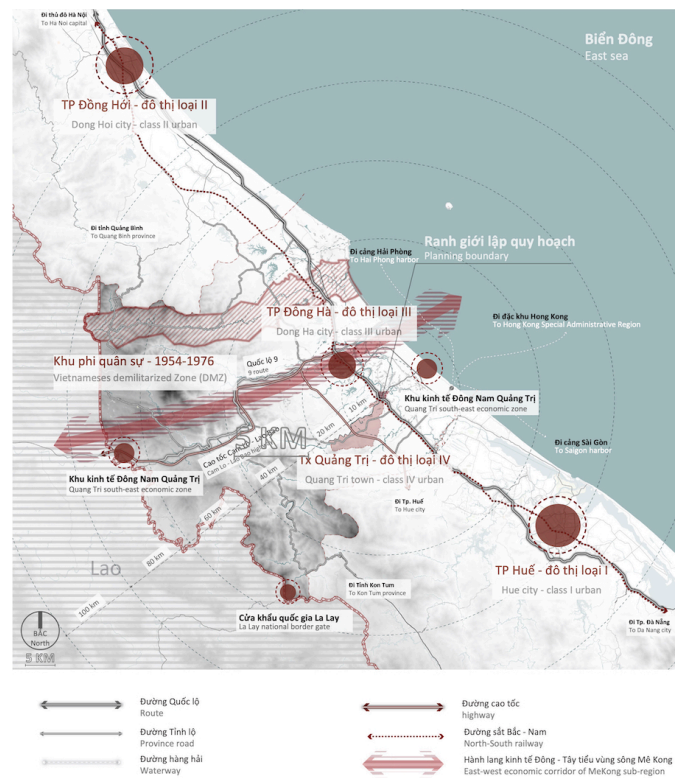 Đi thủ đô Hà Nội
To Ha Noi capital
Biển Đông
East sea
TP Đồng Hới - đô thị loại II
Dong Hoi city - class II urban
Đi tỉnh Quảng Bình
To Quang Binh province
Ranh giới lập quy hoạch
Planning boundary
Đi cảng Hải Phòng
To Hai Phong harbor
TP Đông Hà - đô thị loại III
Dong Ha city - class III urban
Đi đặc khu Hong Kong
To Hong Kong Special Administrative Region
Khu phi quân sự - 1954-1976
Vietnameses demilitarized Zone (DMZ)
Quốc lộ 9
9 route
Khu kinh tế Đông Nam Quảng Trị
Quang Tri south-east economic zone
10 km
20 km
KM
Cao tốc Cam Lộ - Lao Bảo
Cam Lo - Lao Bao high
Đi cảng Sài Gòn
To Saigon harbor
Tx Quảng Trị - đô thị loại IV
Quang Tri town - class IV urban
40 km
Khu kinh tế Đông Nam Quảng Trị
Quang Tri south-east economic zone
Đi Tp. Huế
To Hue city
60 km
80 km
Lao
100 km
TP Huế - đô thị loại I
Hue city - class I urban
Đi Tỉnh Kon Tum
To Kon Tum province
Cửa khẩu quốc gia La Lay
La Lay national border gate
Đi Tp. Đà Nẵng
To Da Nang city
BẮC
North
5 KM
Đường Quốc lộ
Route
Đường cao tốc
highway
Đường Tỉnh lộ
Province road
Đường sắt Bắc - Nam
North-South railway
Đường hàng hải
Waterway
Hành lang kinh tế Đông - Tây tiểu vùng sông Mê Kong
East-west economic corridor of MeKong sub-region